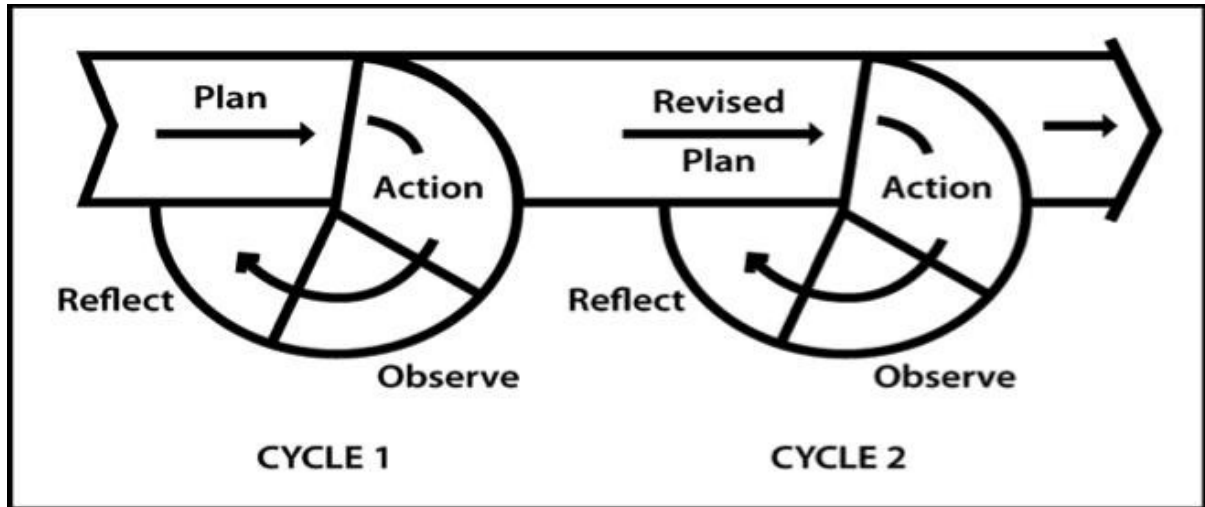 Plan
Action
Reflect
Observe
CYCLE 1
Revised
Plan
Action
Reflect
Observe
CYCLE 2